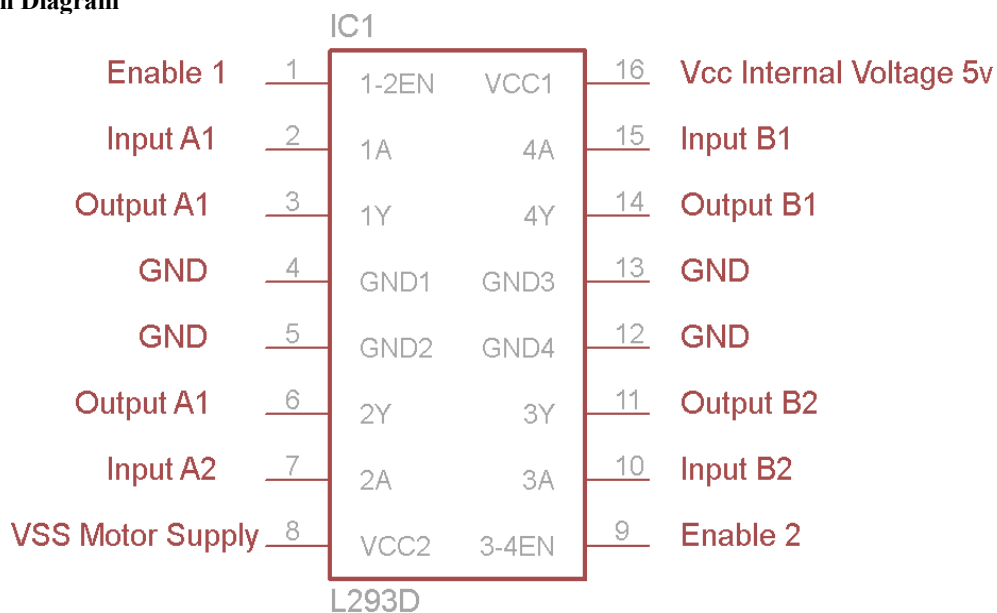 Diagram
IC1
Enable 1 1 1-2EN VCC1 16 Vcc Internal Voltage 5v
Input A1 2 1A 4A 15 Input B1
Output A1 3 1Y 4Y 14 Output B1
GND 4 GND1 GND3 13 GND
GND 5 GND2 GND4 12 GND
Output A1 6 2Y 3Y 11 Output B2
Input A2 7 2A 3A 10 Input B2
VSS Motor Supply 8 VCC2 3-4EN 9 Enable 2
L293D